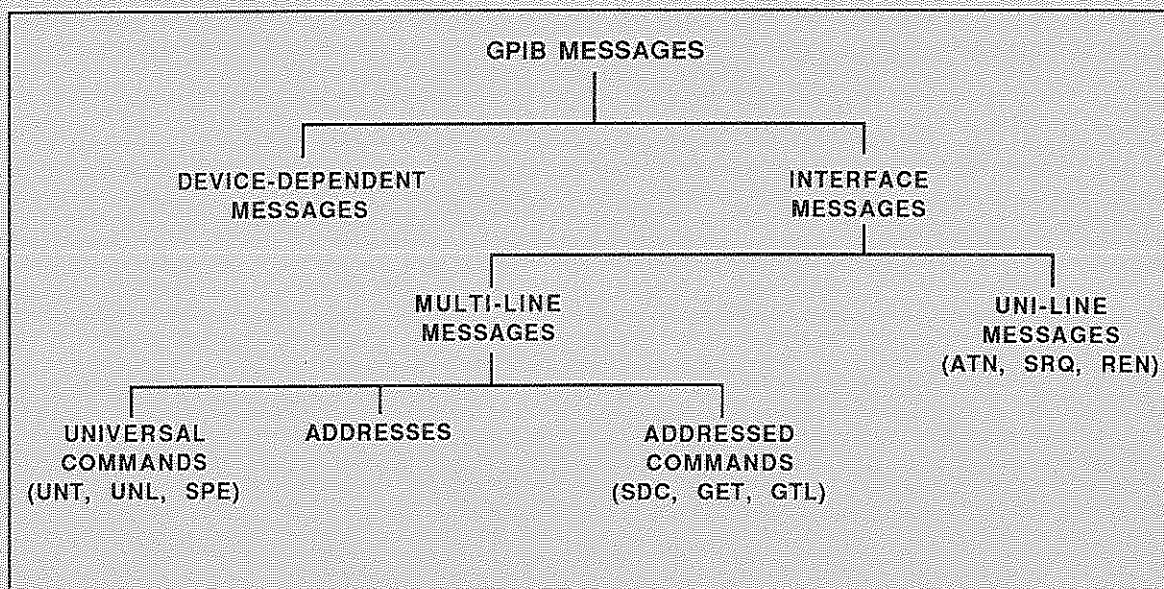 GPIB MESSAGES
DEVICE-DEPENDENT
MESSAGES
INTERFACE
MESSAGES
MULTI-LINE
MESSAGES
UNI-LINE
MESSAGES
(ATN, SRQ, REN)
UNIVERSAL
COMMANDS
(UNT, UNL, SPE)
ADDRESSES
ADDRESSED
COMMANDS
(SDC, GET, GTL)